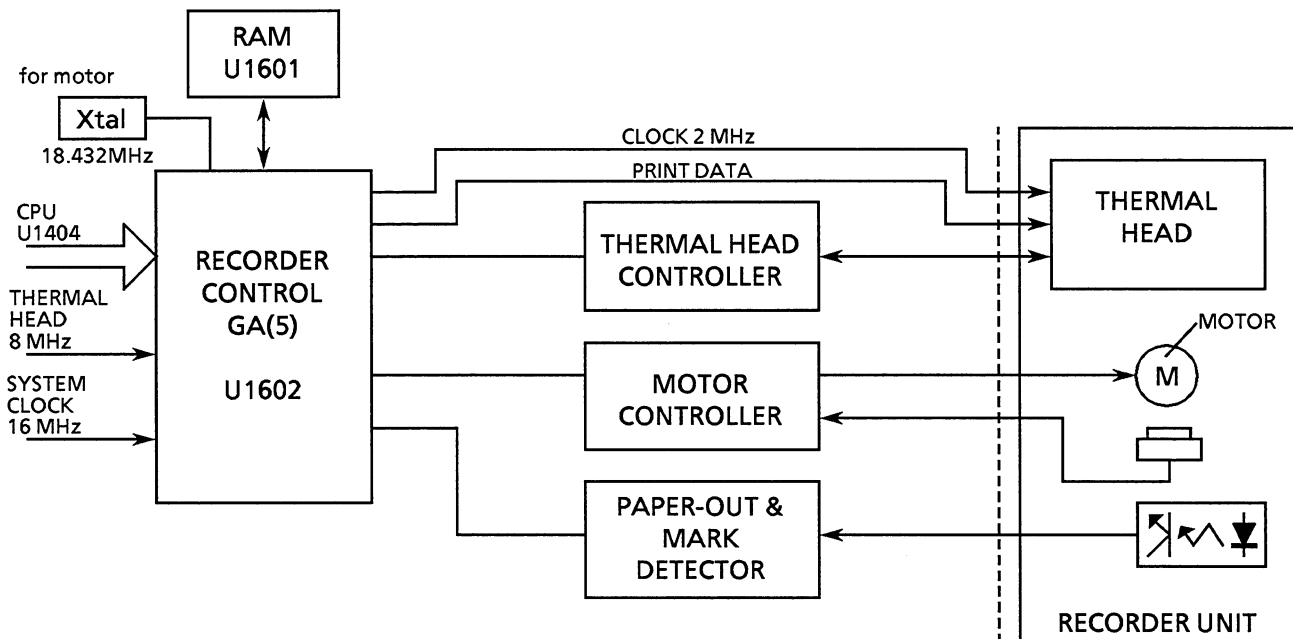 RAM
U1601
for motor
Xtal
18.432MHz
CLOCK 2 MHz
PRINT DATA
CPU
U1404
THERMAL
HEAD
8 MHz
SYSTEM
CLOCK
16 MHz
RECORDER
CONTROL
GA(5)
U1602
THERMAL HEAD
CONTROLLER
THERMAL
HEAD
MOTOR
CONTROLLER
MOTOR
M
PAPER-OUT &
MARK
DETECTOR
RECORDER UNIT